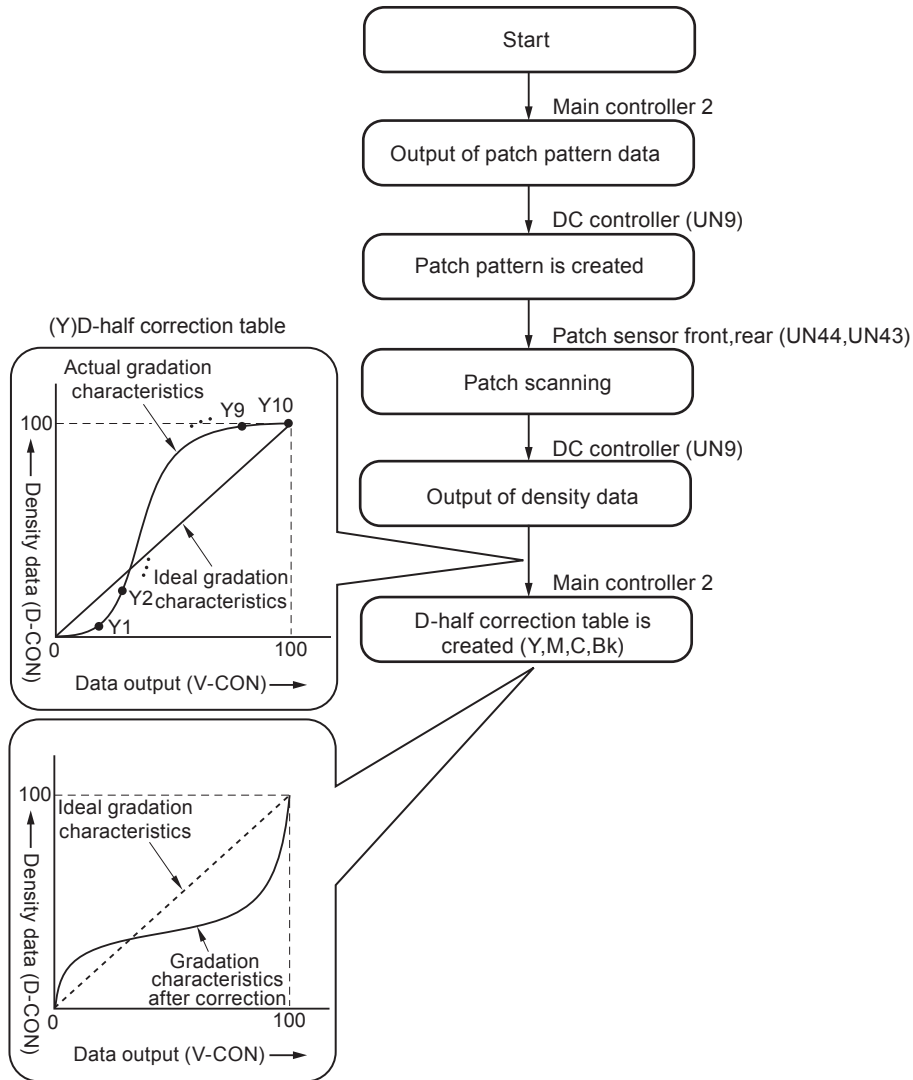 Start
Main controller 2
Output of patch pattern data
DC controller (UN9)
Patch pattern is created
Patch sensor front,rear (UN44,UN43)
Patch scanning
DC controller (UN9)
Output of density data
Main controller 2
D-half correction table is
created (Y,M,C,Bk)
(Y)D-half correction table
Actual gradation
characteristics
Y9
Y10
100
Density data (D-CON)
Ideal gradation
characteristics
Y2
Y1
0
100
Data output (V-CON)
100
Ideal gradation
characteristics
Density data (D-CON)
Gradation
characteristics
after correction
0
100
Data output (V-CON)